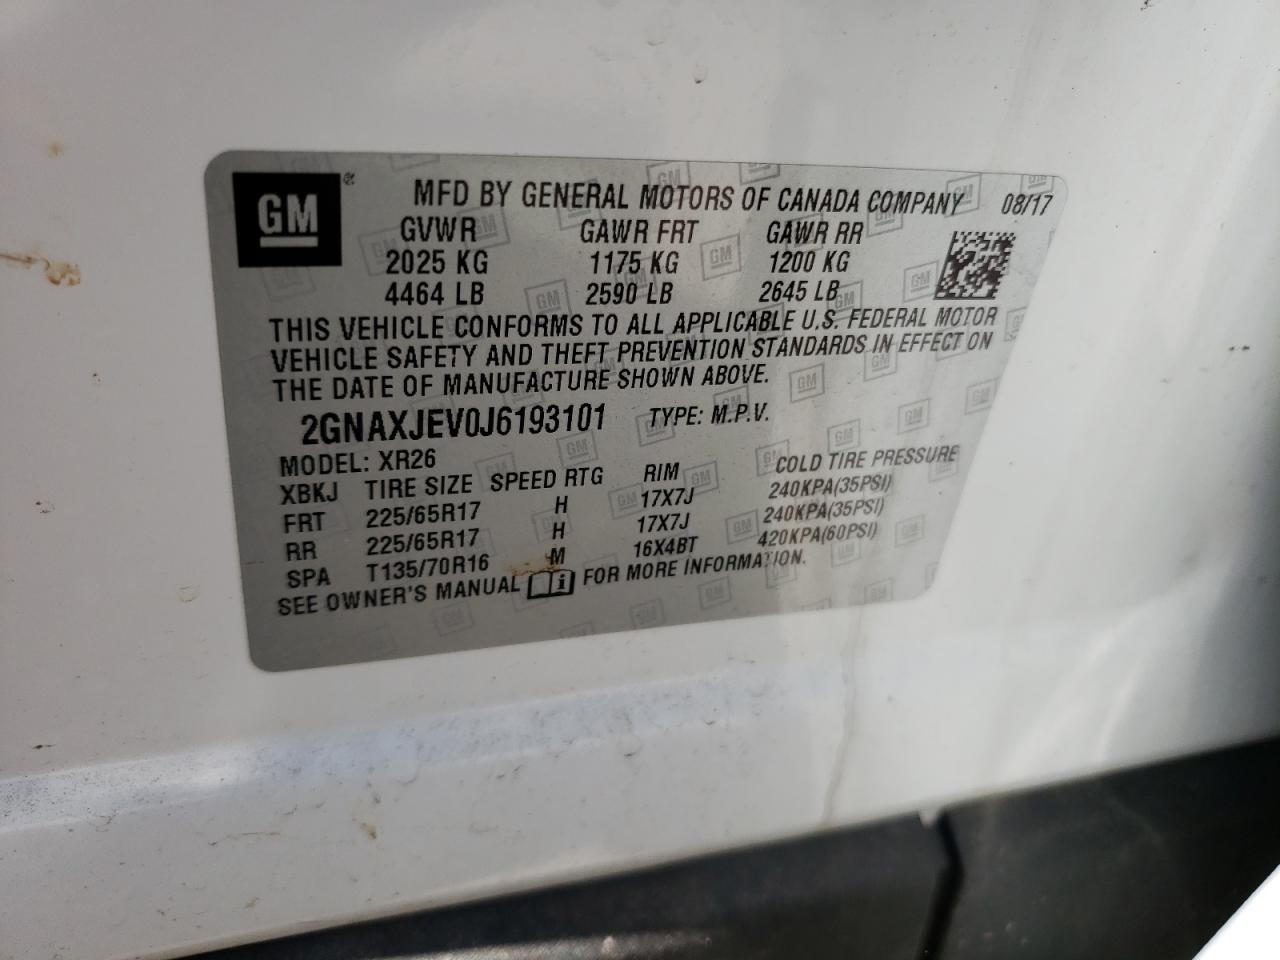 GM
MFD BY GENERAL MOTORS OF CANADA COMPANY 08/17
GVWR GAWR FRT GAWR RR
2025 KG 1175 KG 1200 KG
4464 LB 2590 LB 2645 LB
THIS VEHICLE CONFORMS TO ALL APPLICABLE U.S. FEDERAL MOTOR
VEHICLE SAFETY AND THEFT PREVENTION STANDARDS IN EFFECT ON
THE DATE OF MANUFACTURE SHOWN ABOVE.
2GNAXJEV0J6193101 TYPE: M.P.V.
MODEL: XR26
XBKJ TIRE SIZE SPEED RTG RIM COLD TIRE PRESSURE
FRT 225/65R17 H 17X7J 240KPA(35PSI)
RR 225/65R17 H 17X7J 240KPA(35PSI)
SPA T135/70R16 M 16X4BT 420KPA(60PSI)
SEE OWNER'S MANUAL i FOR MORE INFORMATION.